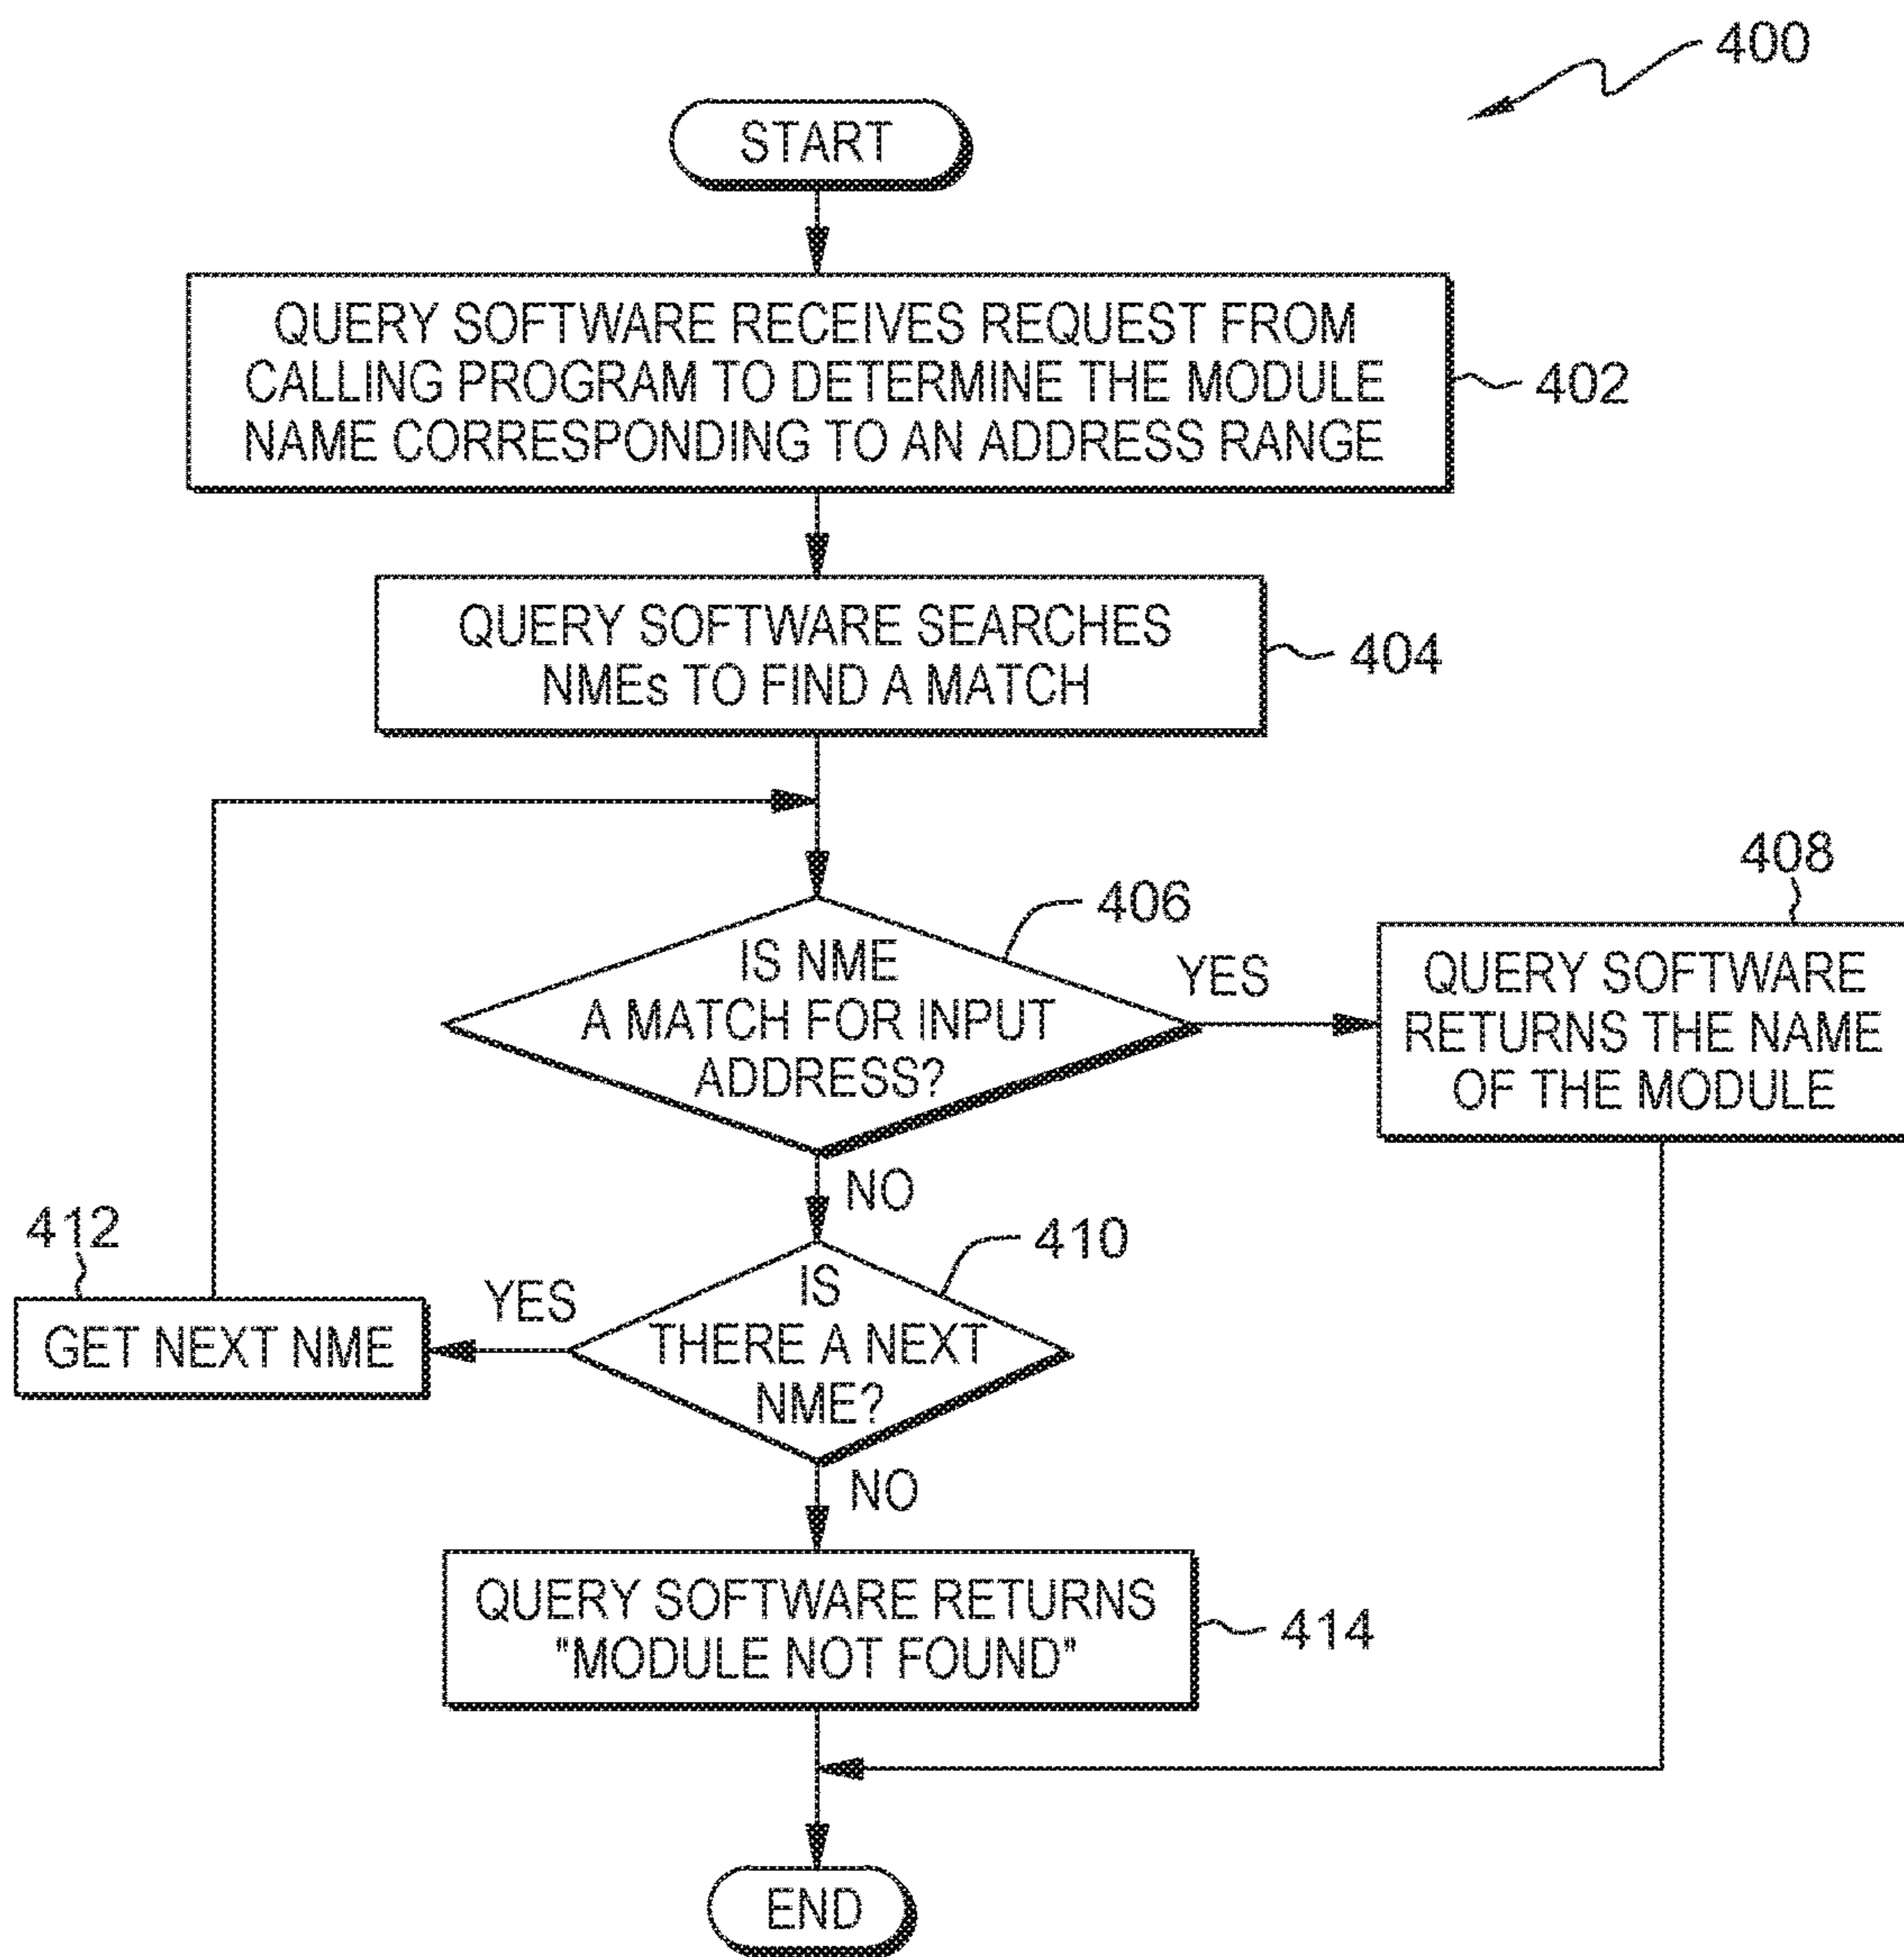 400
START
QUERY SOFTWARE RECEIVES REQUEST FROM
CALLING PROGRAM TO DETERMINE THE MODULE
NAME CORRESPONDING TO AN ADDRESS RANGE
402
QUERY SOFTWARE SEARCHES
NMEs TO FIND A MATCH
404
406
IS NME
A MATCH FOR INPUT
ADDRESS?
YES
408
QUERY SOFTWARE
RETURNS THE NAME
OF THE MODULE
NO
410
IS
THERE A NEXT
NME?
YES
412
GET NEXT NME
NO
QUERY SOFTWARE RETURNS
"MODULE NOT FOUND"
414
END